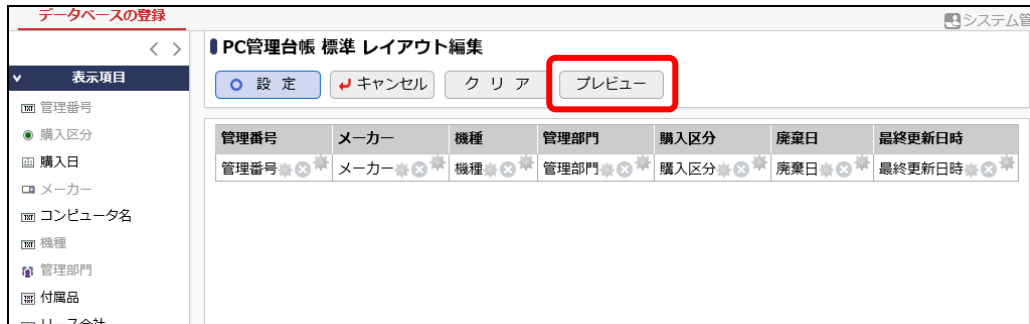 データベースの登録
システム管
< >
PC管理台帳 標準 レイアウト編集
表示項目
設 定 キャンセル ク リ ア プレビュー
管理番号
購入区分
購入日
メーカー
コンピュータ名
機種
管理部門
付属品
リース会社
管理番号 メーカー 機種 管理部門 購入区分 廃棄日 最終更新日時
管理番号 メーカー 機種 管理部門 購入区分 廃棄日 最終更新日時